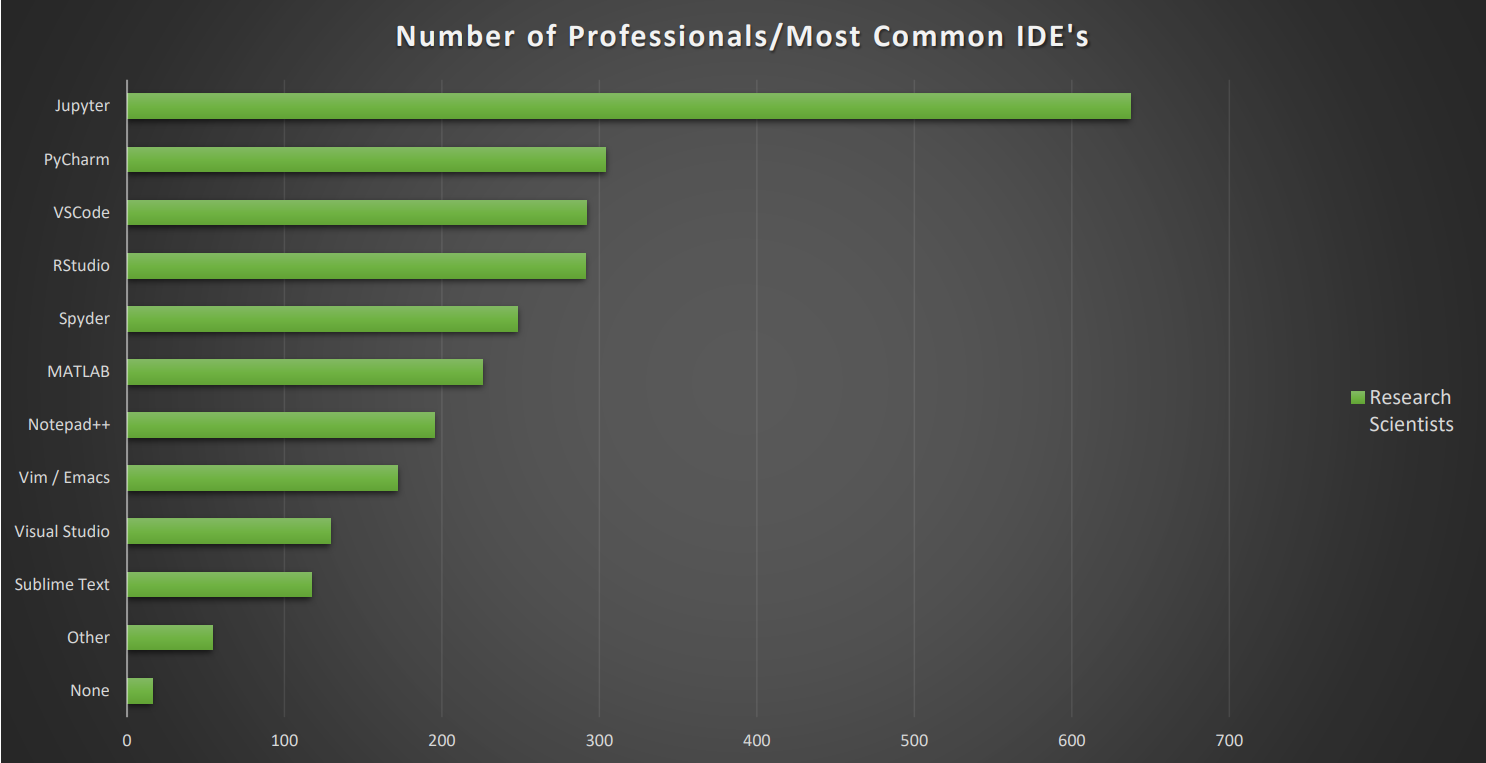 Number of Professionals/Most Common IDE's
Jupyter
PyCharm
VSCode
RStudio
Spyder
MATLAB
Notepad++
Vim / Emacs
Visual Studio
Sublime Text
Other
None
0 100 200 300 400 500 600 700
Research
Scientists